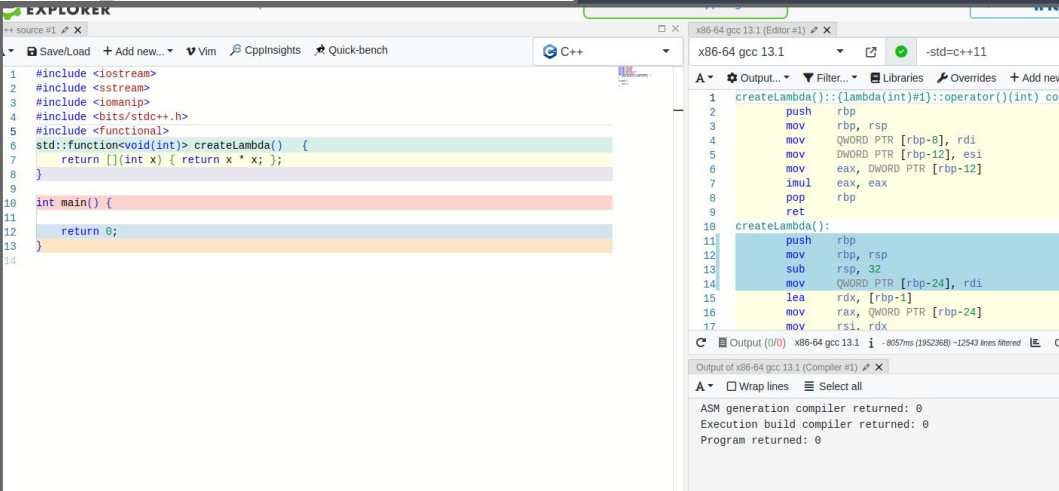 EXPLORER
++ source #1
Save/Load + Add new... Vim CppInsights Quick-bench C++
1 #include <iostream>
2 #include <sstream>
3 #include <iomanip>
4 #include <bits/stdc++.h>
5 #include <functional>
6 std::function<void(int)> createLambda() {
7 return [](int x) { return x * x; };
8 }
9
10 int main() {
11
12 return 0;
13 }
14
x86-64 gcc 13.1 (Editor #1)
x86-64 gcc 13.1 -std=c++11
A Output... Filter... Libraries Overrides + Add new
1 createLambda()::{lambda(int)#1}::operator()(int) co
2 push rbp
3 mov rbp, rsp
4 mov QWORD PTR [rbp-8], rdi
5 mov DWORD PTR [rbp-12], esi
6 mov eax, DWORD PTR [rbp-12]
7 imul eax, eax
8 pop rbp
9 ret
10 createLambda():
11 push rbp
12 mov rbp, rsp
13 sub rsp, 32
14 mov QWORD PTR [rbp-24], rdi
15 lea rdx, [rbp-1]
16 mov rax, QWORD PTR [rbp-24]
17 mov rsi, rdx
Output (0/0) x86-64 gcc 13.1 i - 8057ms (195236B) ~12543 lines filtered
Output of x86-64 gcc 13.1 (Compiler #1)
A Wrap lines Select all
ASM generation compiler returned: 0
Execution build compiler returned: 0
Program returned: 0